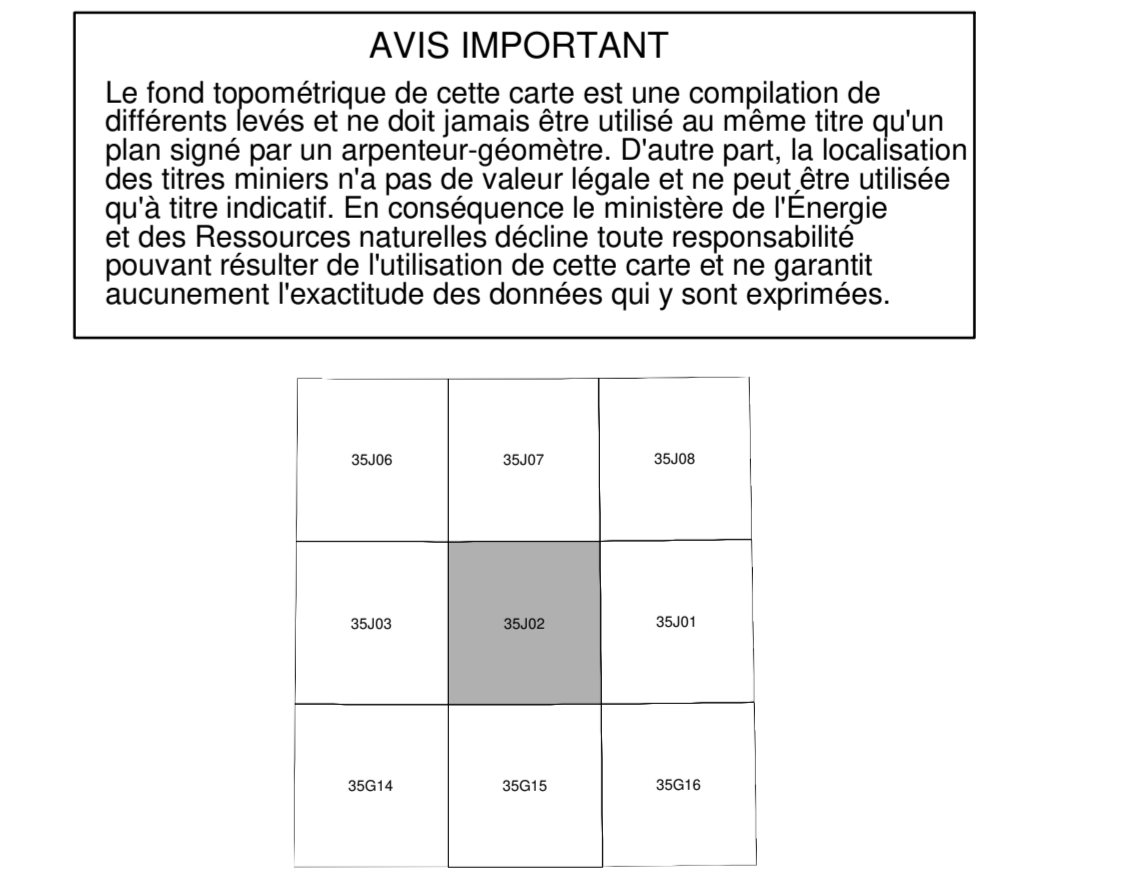 AVIS IMPORTANT
Le fond topométrique de cette carte est une compilation de
différents levés et ne doit jamais être utilisé au même titre qu'un
plan signé par un arpenteur-géomètre. D'autre part, la localisation
des titres miniers n'a pas de valeur légale et ne peut être utilisée
qu'à titre indicatif. En conséquence le ministère de l'Énergie
et des Ressources naturelles décline toute responsabilité
pouvant résulter de l'utilisation de cette carte et ne garantit
aucunement l'exactitude des données qui y sont exprimées.
35J06 35J07 35J08
35J03 35J02 35J01
35G14 35G15 35G16